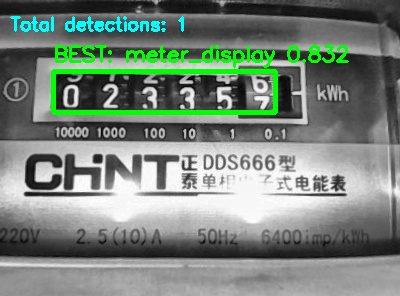 Total detections: 1
BEST: meter_display 0.832
① 0 2 3 3 5 7 kWh
10000 1000 100 10 1 0.1
CHNT 正泰 DDS666型
单相电子式电能表
220V 2.5(10)A 50Hz 6400imp/kWh